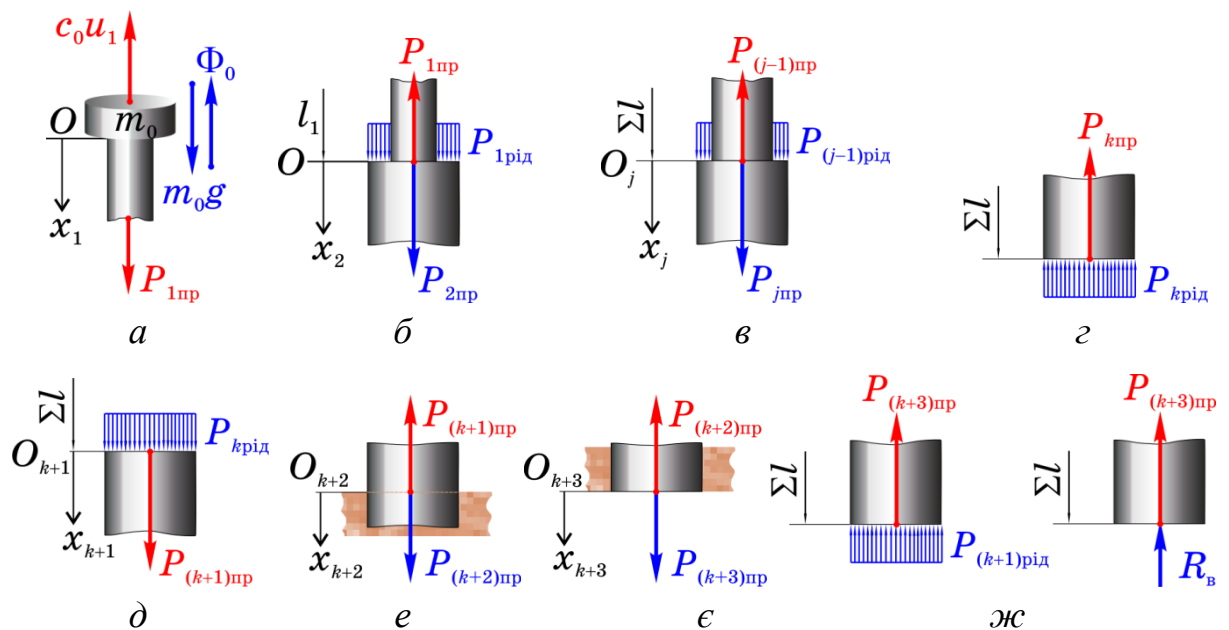 c₀u₁
Φ₀
O
m₀
m₀g
x₁
P₁пр
а
P₁пр
l₁
P₁рід
O
x₂
P₂пр
б
P₍ⱼ₋₁₎пр
Σl
P₍ⱼ₋₁₎рід
Oⱼ
xⱼ
Pⱼпр
в
Pₖпр
Σl
Pₖрід
г
Σl
Pₖрід
Oₖ₊₁
xₖ₊₁
P₍ₖ₊₁₎пр
д
P₍ₖ₊₁₎пр
Oₖ₊₂
xₖ₊₂
P₍ₖ₊₂₎пр
е
P₍ₖ₊₂₎пр
Oₖ₊₃
xₖ₊₃
P₍ₖ₊₃₎пр
є
P₍ₖ₊₃₎пр
Σl
P₍ₖ₊₁₎рід
P₍ₖ₊₃₎пр
Σl
Rв
ж